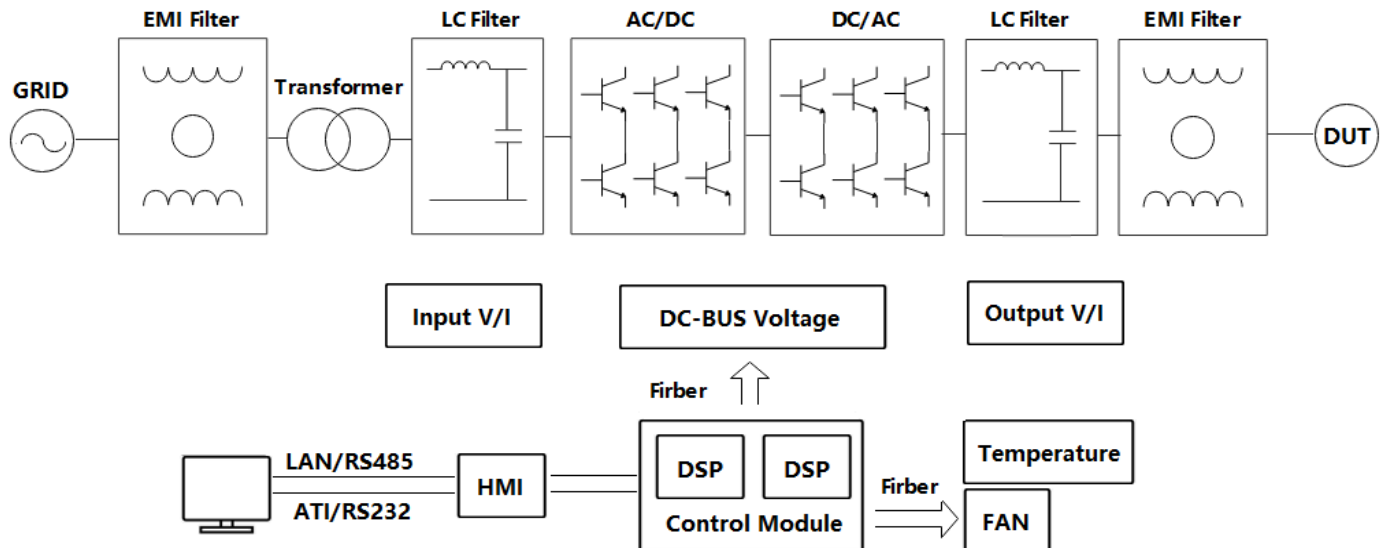 EMI Filter
LC Filter
AC/DC
DC/AC
LC Filter
EMI Filter
GRID
Transformer
DUT
Input V/I
DC-BUS Voltage
Output V/I
Firber
LAN/RS485
ATI/RS232
HMI
DSP
DSP
Control Module
Firber
Temperature
FAN